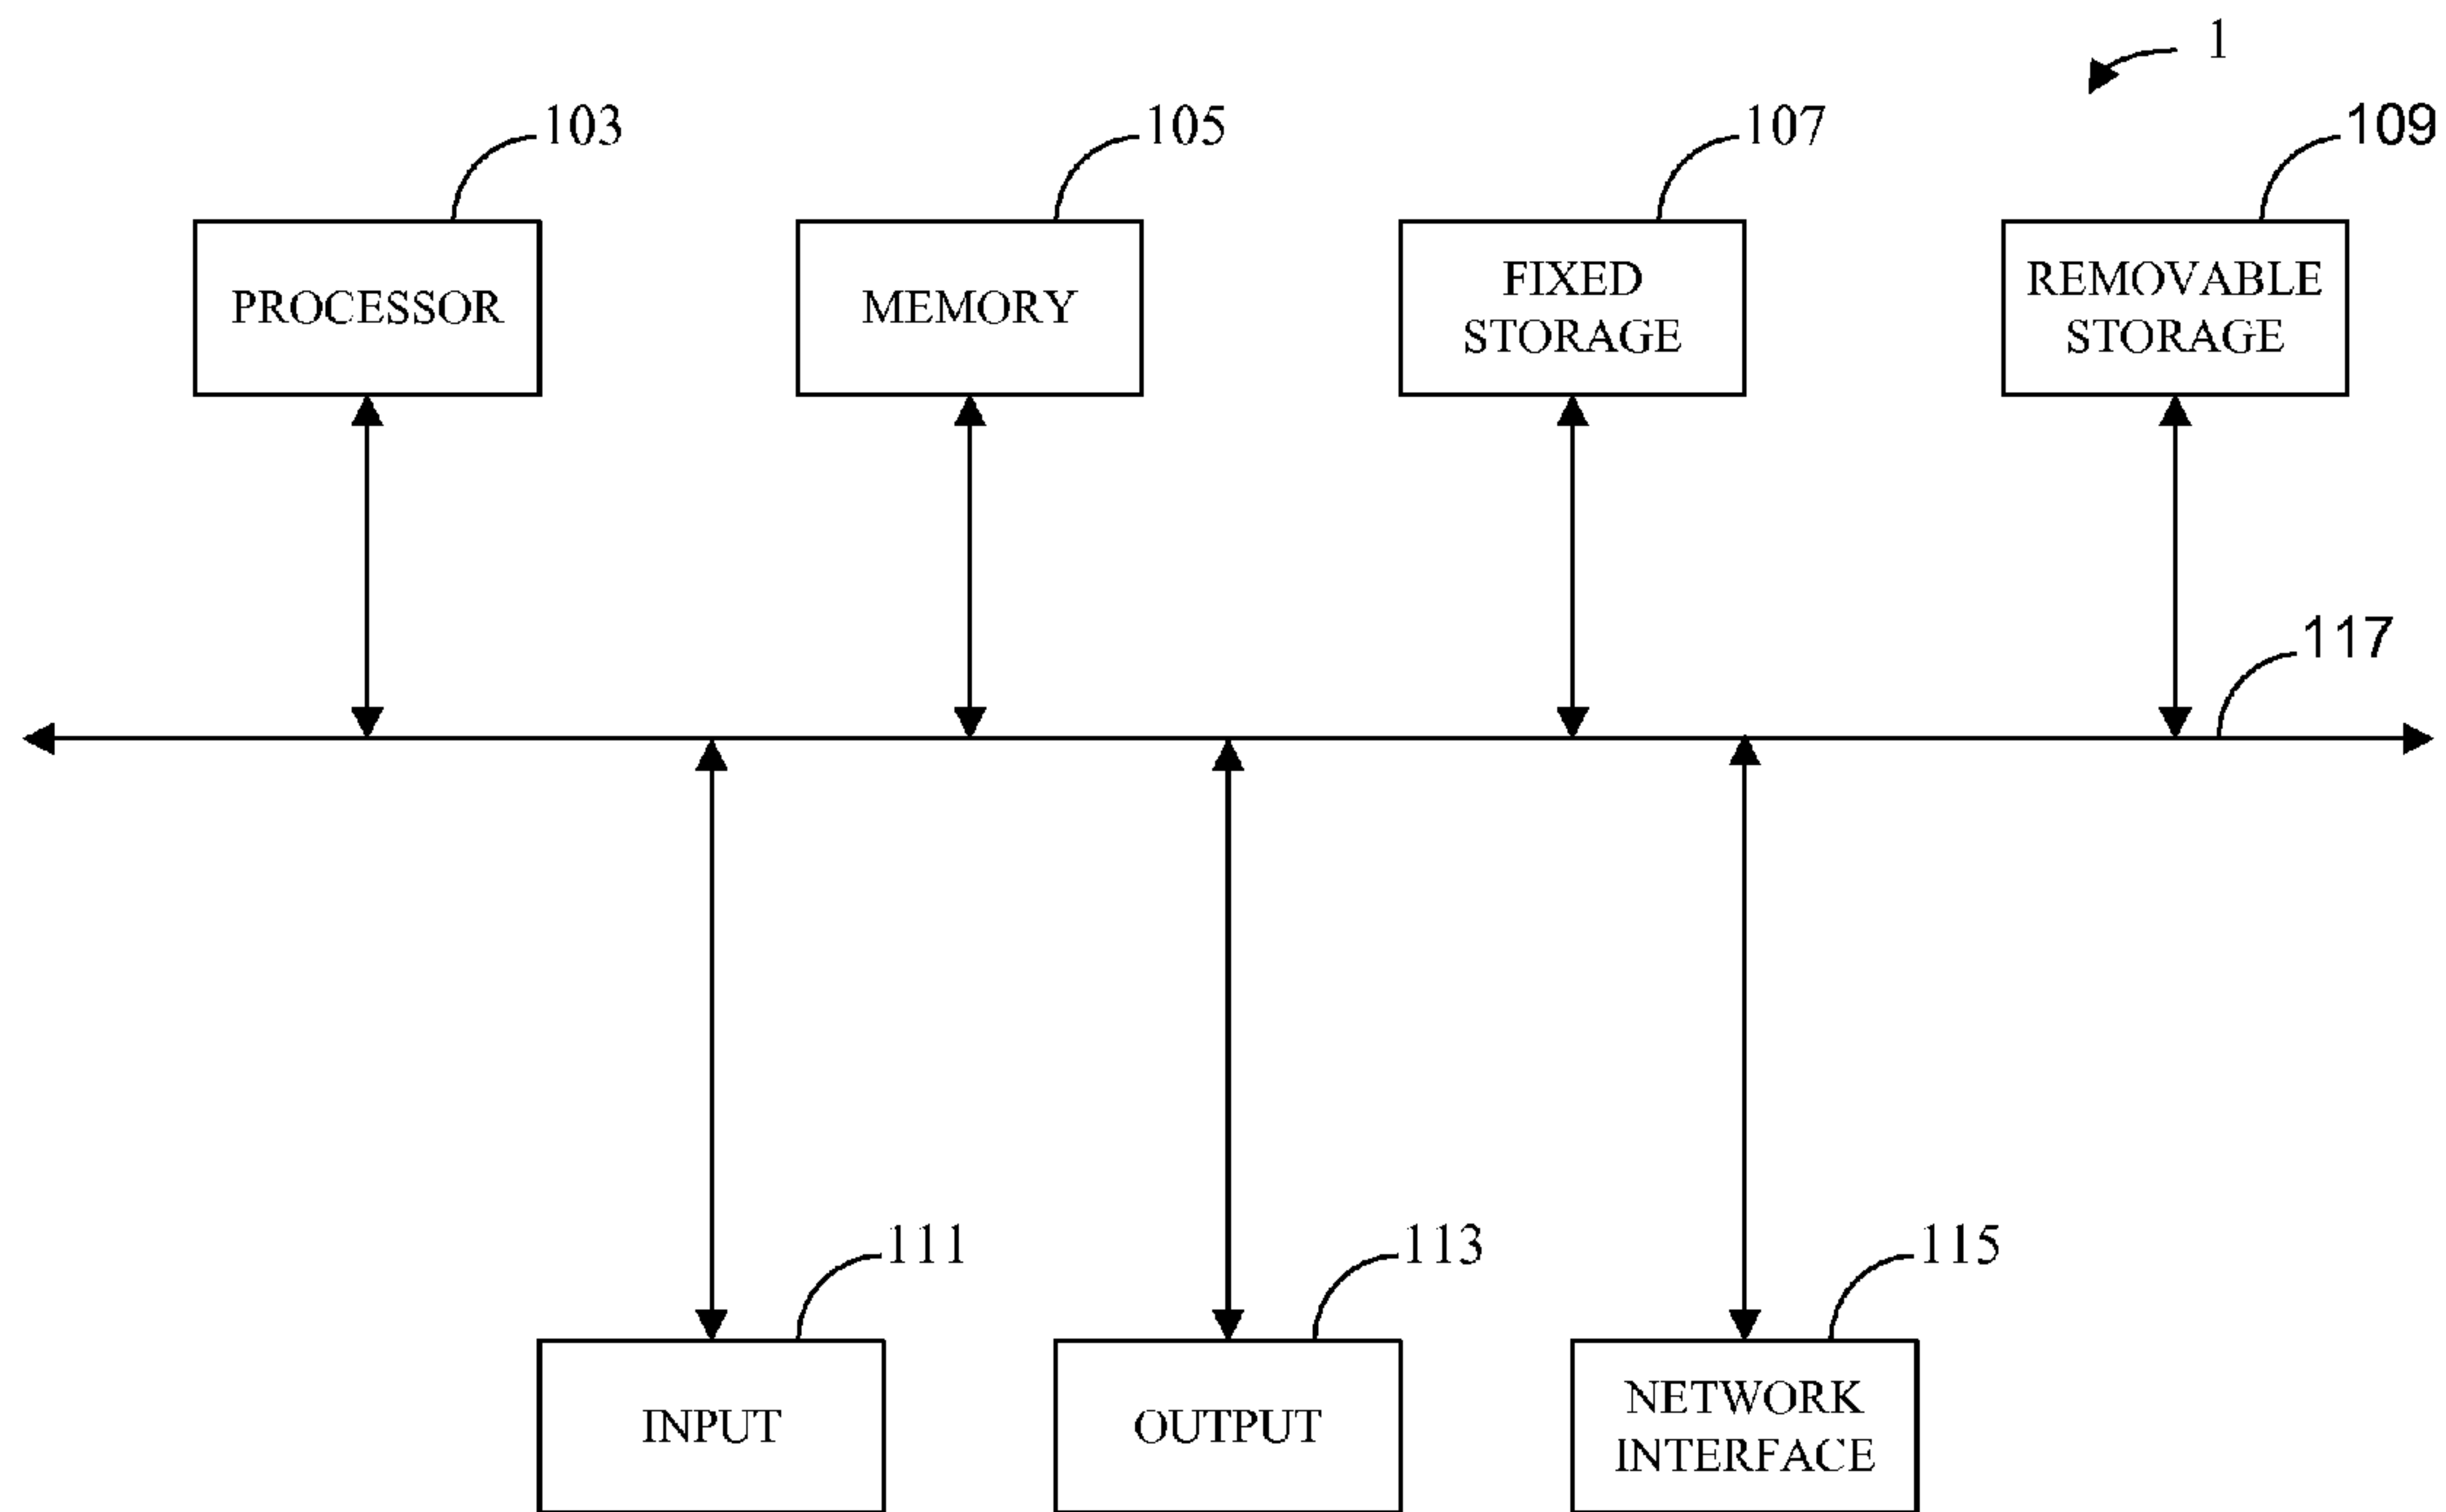 1
103
105
107
109
PROCESSOR
MEMORY
FIXED
STORAGE
REMOVABLE
STORAGE
117
111
113
115
INPUT
OUTPUT
NETWORK
INTERFACE